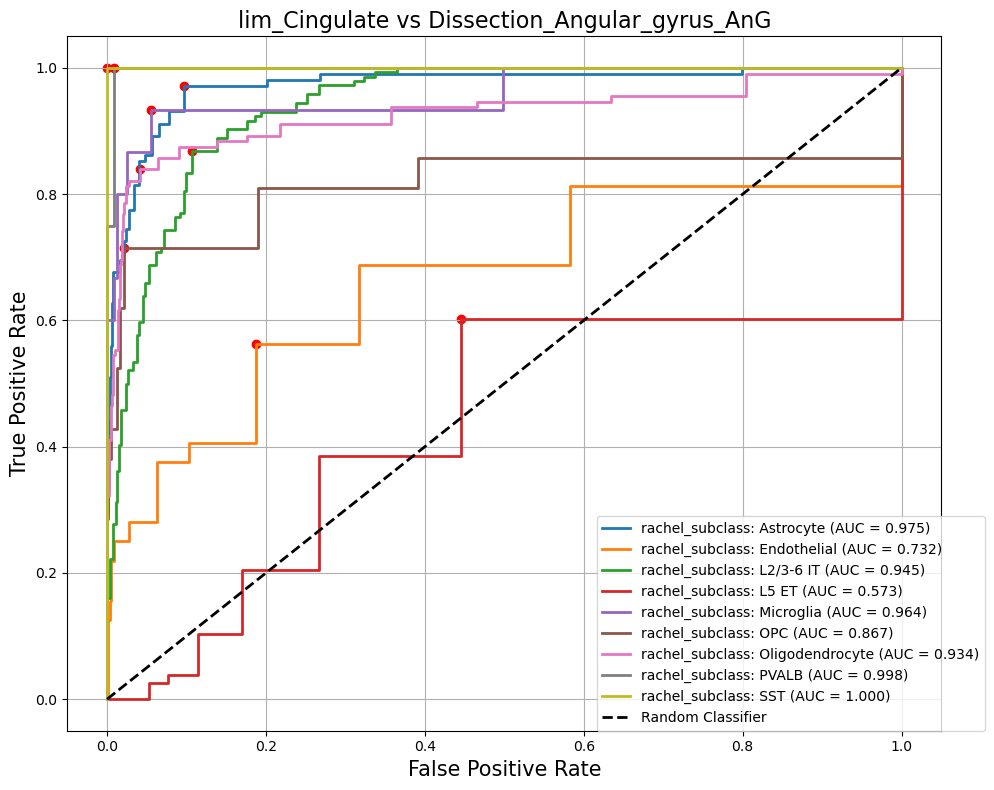 lim_Cingulate vs Dissection_Angular_gyrus_AnG
True Positive Rate
1.0
0.8
0.6
0.4
0.2
0.0
rachel_subclass: Astrocyte (AUC = 0.975)
rachel_subclass: Endothelial (AUC = 0.732)
rachel_subclass: L2/3-6 IT (AUC = 0.945)
rachel_subclass: L5 ET (AUC = 0.573)
rachel_subclass: Microglia (AUC = 0.964)
rachel_subclass: OPC (AUC = 0.867)
rachel_subclass: Oligodendrocyte (AUC = 0.934)
rachel_subclass: PVALB (AUC = 0.998)
rachel_subclass: SST (AUC = 1.000)
Random Classifier
0.0 0.2 0.4 0.6 0.8 1.0
False Positive Rate